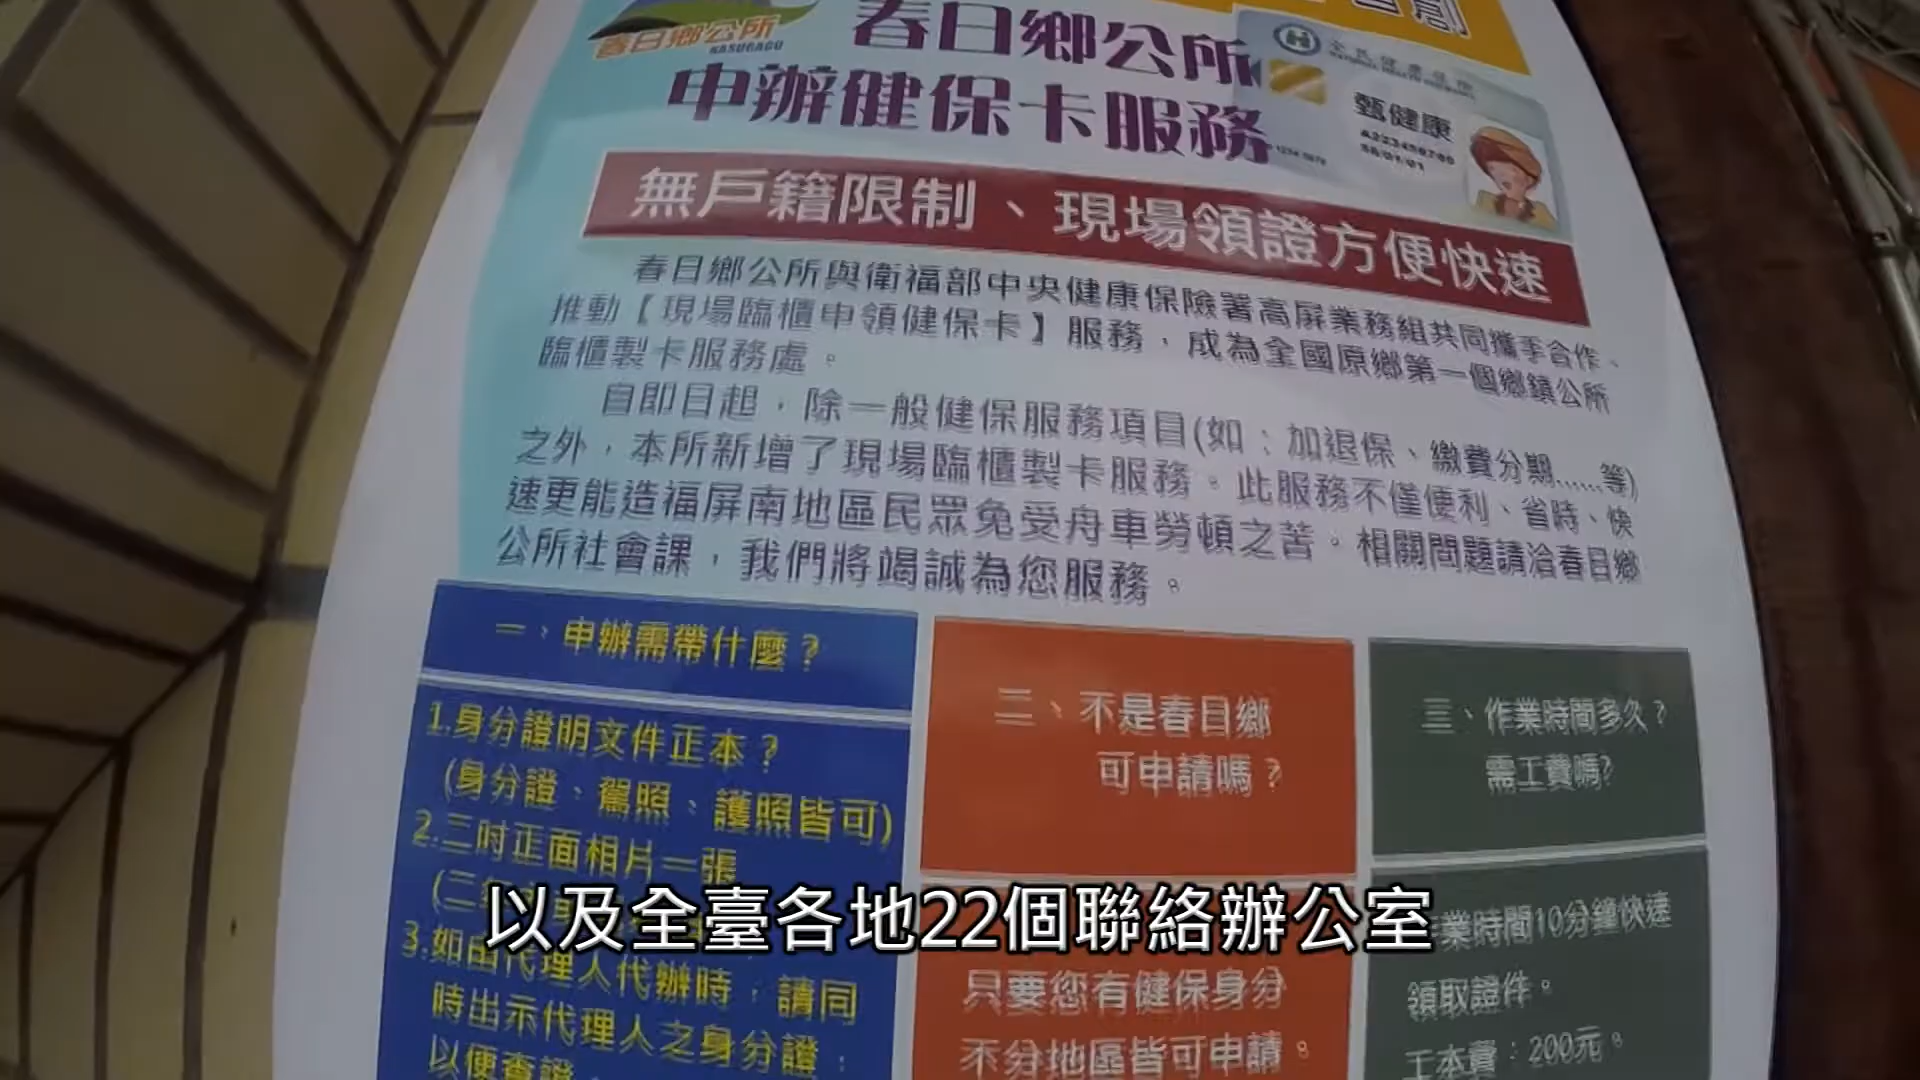 春日鄉公所
KASUGAGU
春日鄉公所
申辦健保卡服務
全民健康保險
甄健康
無戶籍限制、現場領證方便快速
春日鄉公所與衛福部中央健康保險署高屏業務組共同攜手合作、
推動【現場臨櫃申領健保卡】服務,成為全國原鄉第一個鄉鎮公所
臨櫃製卡服務處。
自即日起,除一般健保服務項目(如:加退保、繳費分期......等)
之外,本所新增了現場臨櫃製卡服務。此服務不僅便利、省時、快
速更能造福屏南地區民眾免受舟車勞頓之苦。相關問題請洽春日鄉
公所社會課,我們將竭誠為您服務。
一、申辦需帶什麼?
1.身分證明文件正本?
(身分證、駕照、護照皆可)
2.二吋正面相片一張
3.如由代理人代辦時,請同
時出示代理人之身分證,
以便查證。
二、不是春日鄉
可申請嗎?
只要您有健保身分
不分地區皆可申請。
三、作業時間多久?
需工費嗎?
業時間10分鐘快速
領取證件。
工本費:200元。
以及全臺各地22個聯絡辦公室